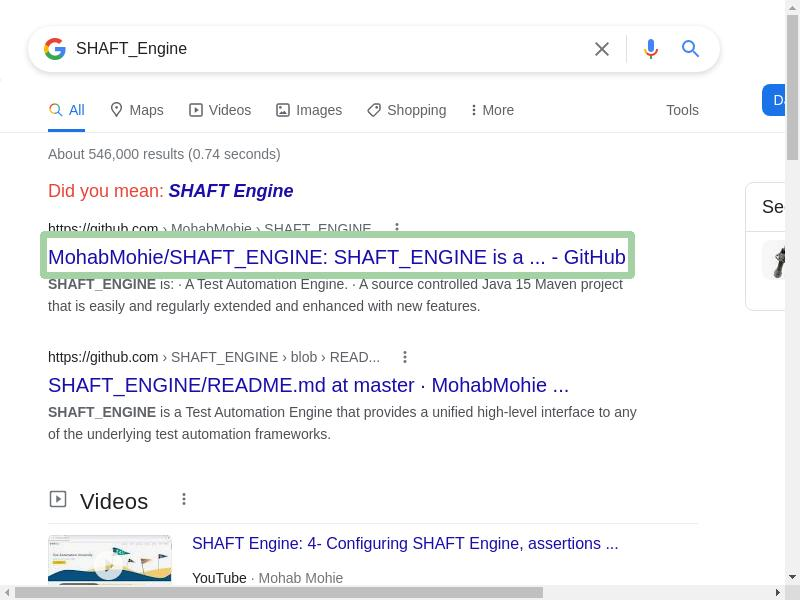 SHAFT_Engine
All Maps Videos Images Shopping More Tools
About 546,000 results (0.74 seconds)
Did you mean: SHAFT Engine
https://github.com › MohabMohie › SHAFT_ENGINE
MohabMohie/SHAFT_ENGINE: SHAFT_ENGINE is a ... - GitHub
SHAFT_ENGINE is: · A Test Automation Engine. · A source controlled Java 15 Maven project
that is easily and regularly extended and enhanced with new features.
https://github.com › SHAFT_ENGINE › blob › READ...
SHAFT_ENGINE/README.md at master · MohabMohie ...
SHAFT_ENGINE is a Test Automation Engine that provides a unified high-level interface to any
of the underlying test automation frameworks.
Videos
SHAFT Engine: 4- Configuring SHAFT Engine, assertions ...
YouTube · Mohab Mohie